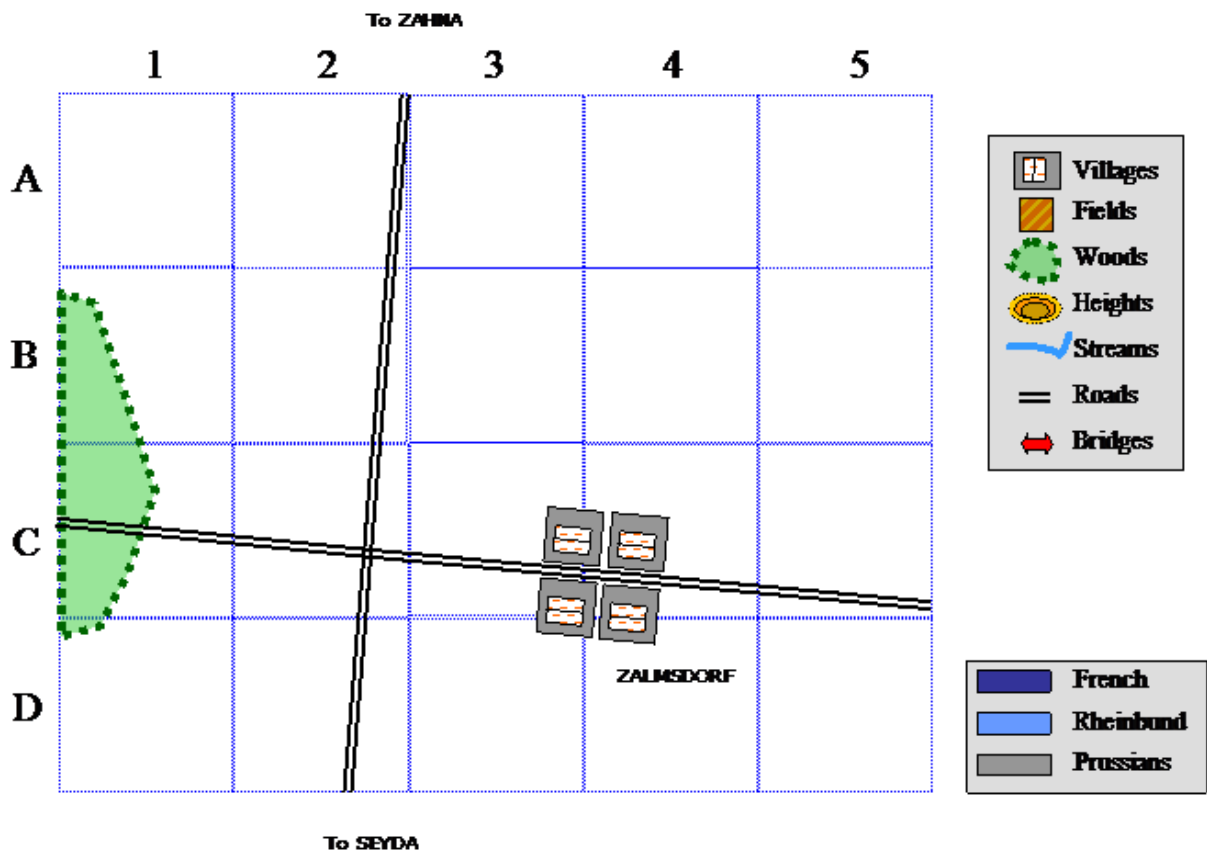 To ZAHNA
1 2 3 4 5
A
B
C
D
ZALMSDORF
To SEYDA
Villages
Fields
Woods
Heights
Streams
Roads
Bridges
French
Rheinbund
Prussians